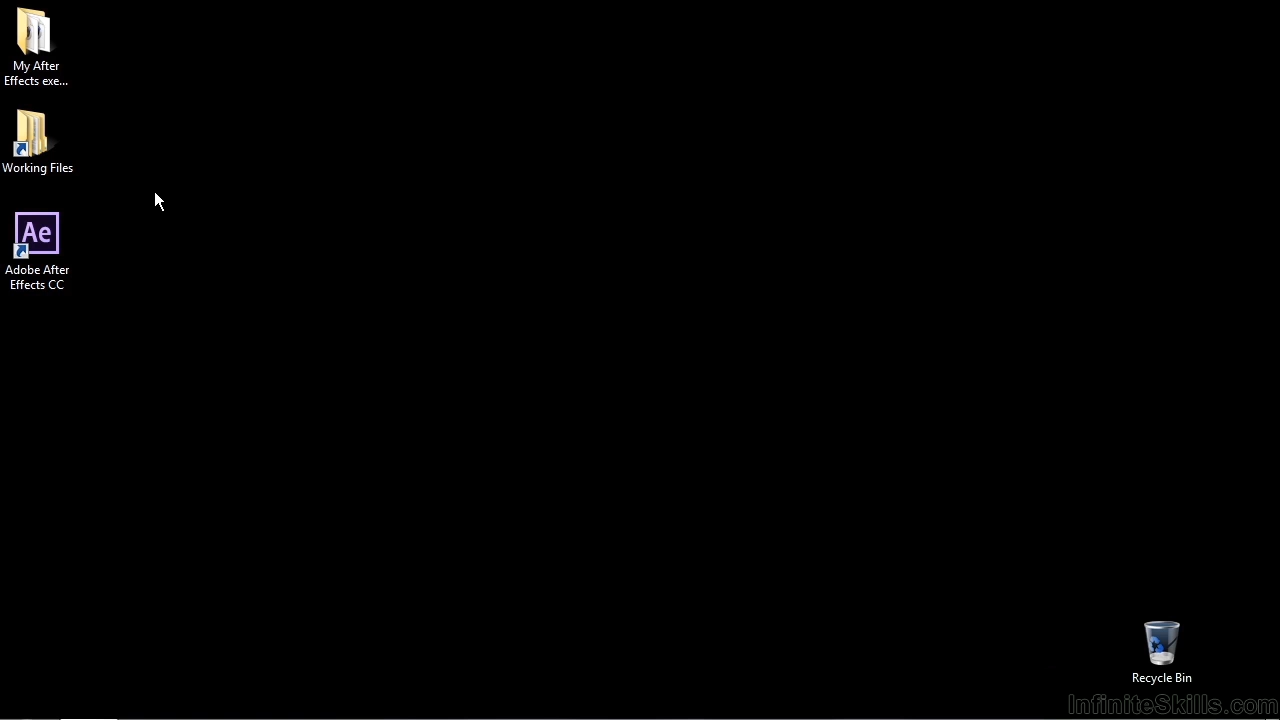 My After
Effects exe...
Working Files
Ae
Adobe After
Effects CC
Recycle Bin
InfiniteSkills.com